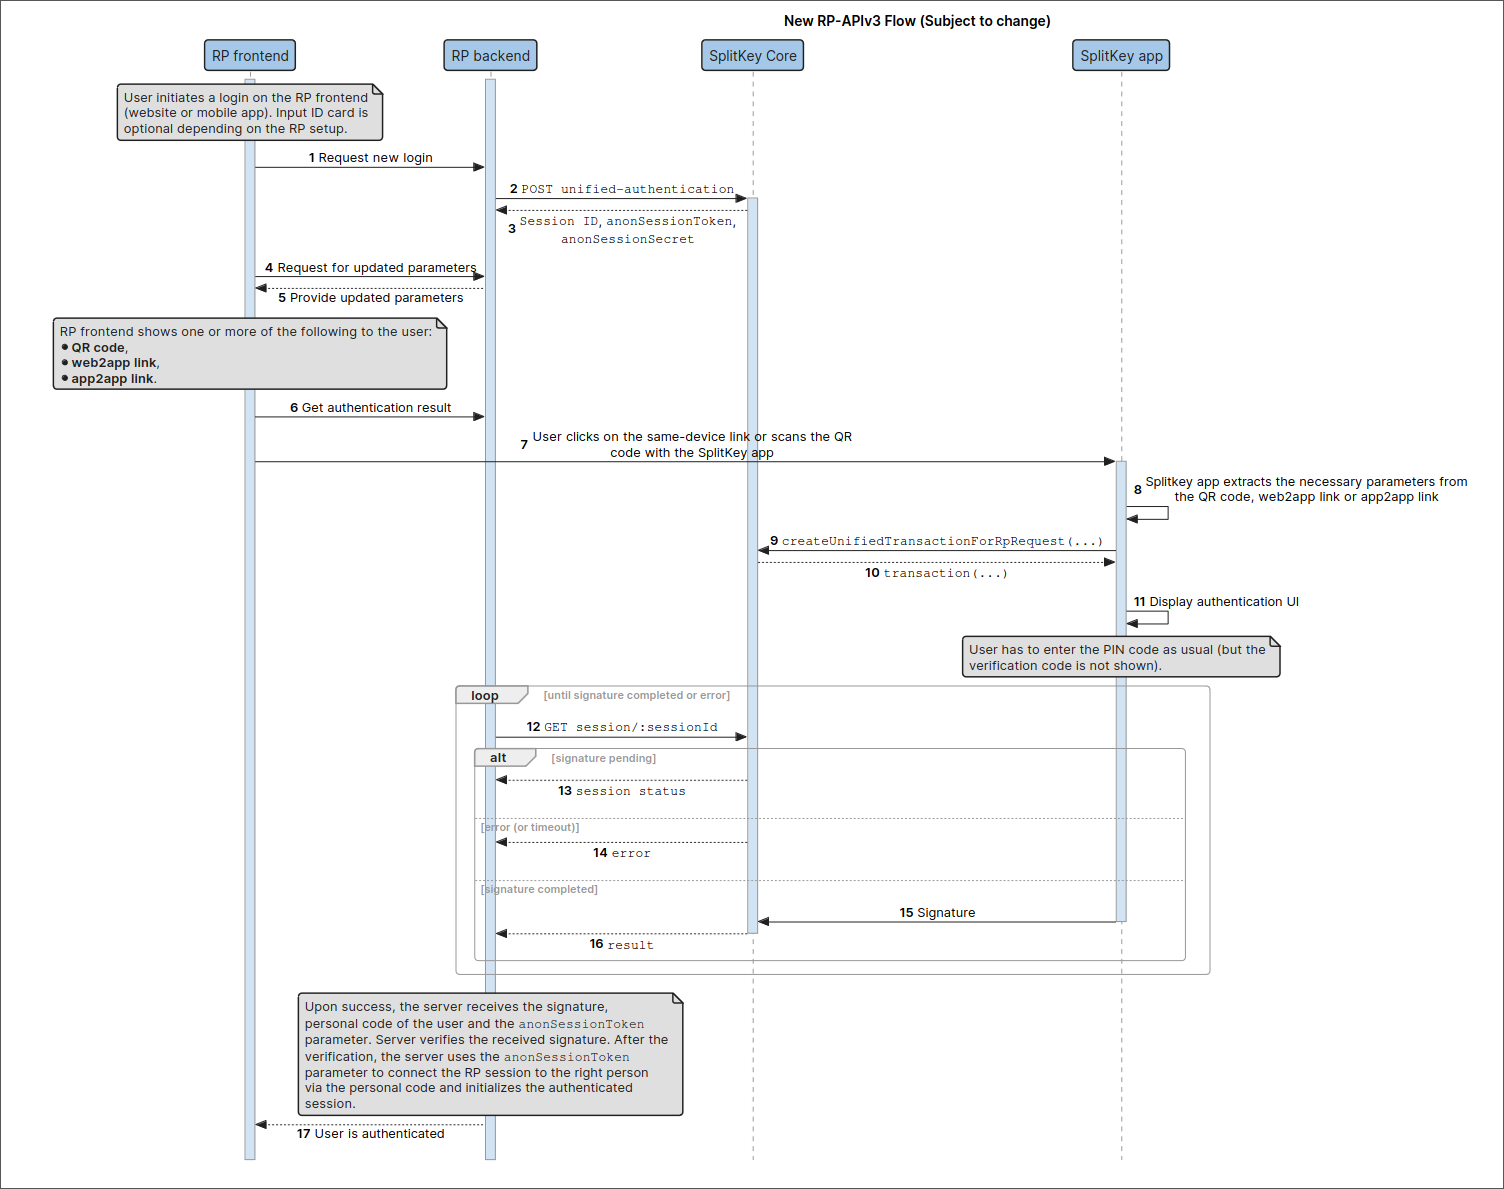 New RP-APIv3 Flow (Subject to change)
RP frontend
RP backend
SplitKey Core
SplitKey app
User initiates a login on the RP frontend
(website or mobile app). Input ID card is
optional depending on the RP setup.
1 Request new login
2 POST unified-authentication
3 Session ID, anonSessionToken,
anonSessionSecret
4 Request for updated parameters
5 Provide updated parameters
RP frontend shows one or more of the following to the user:
● QR code,
● web2app link,
● app2app link.
6 Get authentication result
7 User clicks on the same-device link or scans the QR
code with the SplitKey app
8 Splitkey app extracts the necessary parameters from
the QR code, web2app link or app2app link
9 createUnifiedTransactionForRpRequest(...)
10 transaction(...)
11 Display authentication UI
User has to enter the PIN code as usual (but the
verification code is not shown).
loop [until signature completed or error]
12 GET session/:sessionId
alt [signature pending]
13 session status
[error (or timeout)]
14 error
[signature completed]
15 Signature
16 result
Upon success, the server receives the signature,
personal code of the user and the anonSessionToken
parameter. Server verifies the received signature. After the
verification, the server uses the anonSessionToken
parameter to connect the RP session to the right person
via the personal code and initializes the authenticated
session.
17 User is authenticated